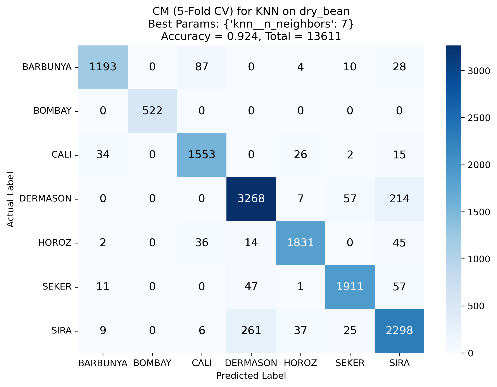 CM (5-Fold CV) for KNN on dry_bean
Best Params: {'knn__n_neighbors': 7}
Accuracy = 0.924, Total = 13611
Actual Label
BARBUNYA 1193 0 87 0 4 10 28
BOMBAY 0 522 0 0 0 0 0
CALI 34 0 1553 0 26 2 15
DERMASON 0 0 0 3268 7 57 214
HOROZ 2 0 36 14 1831 0 45
SEKER 11 0 0 47 1 1911 57
SIRA 9 0 6 261 37 25 2298
BARBUNYA BOMBAY CALI DERMASON HOROZ SEKER SIRA
Predicted Label
3000
2500
2000
1500
1000
500
0